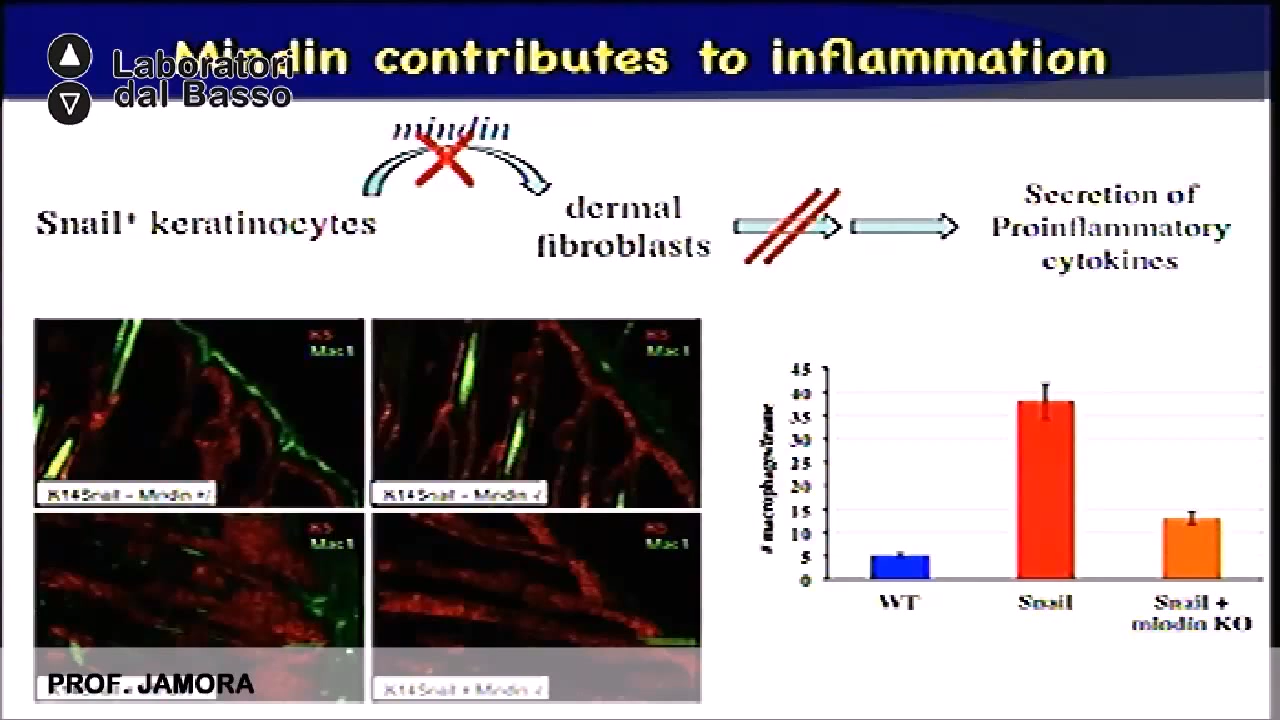 Mindin contributes to inflammation
Laboratori
dal Basso
mindin
Snail⁺ keratinocytes
dermal
fibroblasts
Secretion of
Proinflammatory
cytokines
K5
Mac1
K5
Mac1
K14Snail - Mindin +/
K14Snail - Mindin -/
K5
Mac1
K5
Mac1
K14Snail + Mindin -/
# macrophages/frame
45
40
35
30
25
20
15
10
5
0
WT
Snail
Snail +
mindin KO
PROF. JAMORA